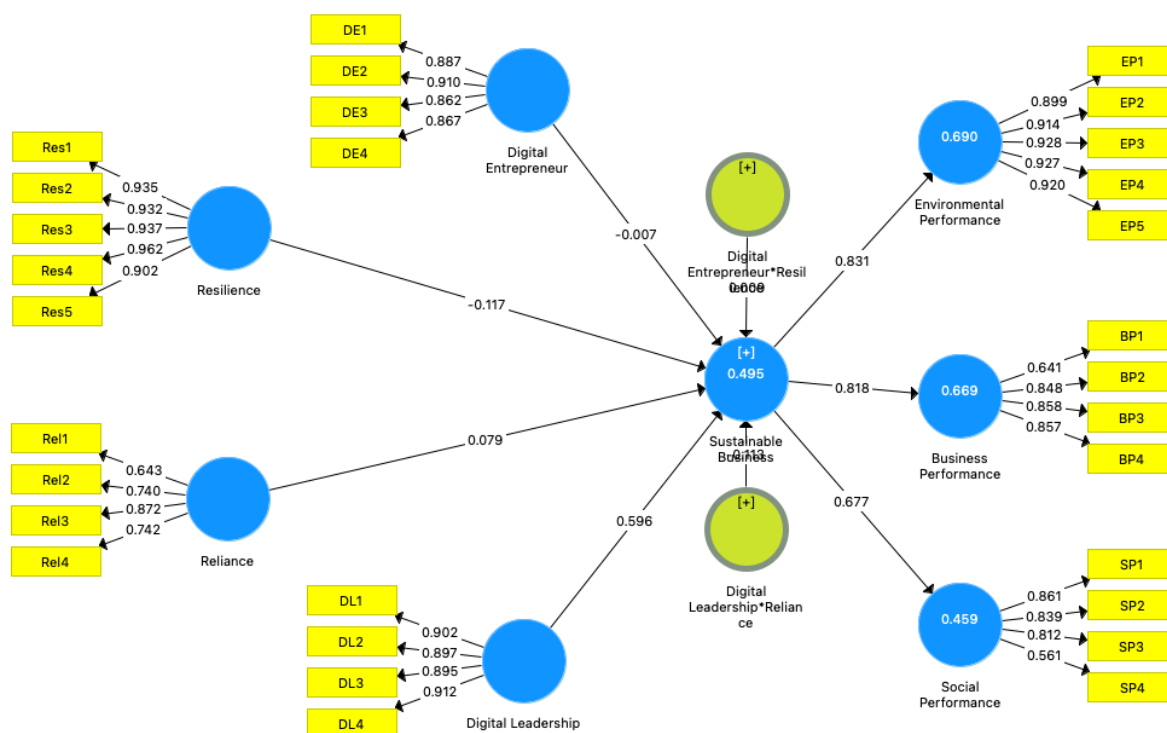 DE1
DE2
DE3
DE4
0.887
0.910
0.862
0.867
Digital
Entrepreneur
Res1
Res2
Res3
Res4
Res5
0.935
0.932
0.937
0.962
0.902
Resilience
-0.007
-0.117
[+]
Digital
Entrepreneur*Resil
ience
0.009
[+]
0.495
Sustainable
Business
EP1
EP2
EP3
EP4
EP5
0.899
0.914
0.928
0.927
0.920
0.690
Environmental
Performance
0.831
BP1
BP2
BP3
BP4
0.641
0.848
0.858
0.857
0.669
Business
Performance
0.818
Rel1
Rel2
Rel3
Rel4
0.643
0.740
0.872
0.742
Reliance
0.079
0.596
[+]
Digital
Leadership*Relian
ce
DL1
DL2
DL3
DL4
0.902
0.897
0.895
0.912
Digital Leadership
0.677
SP1
SP2
SP3
SP4
0.861
0.839
0.812
0.561
0.459
Social
Performance